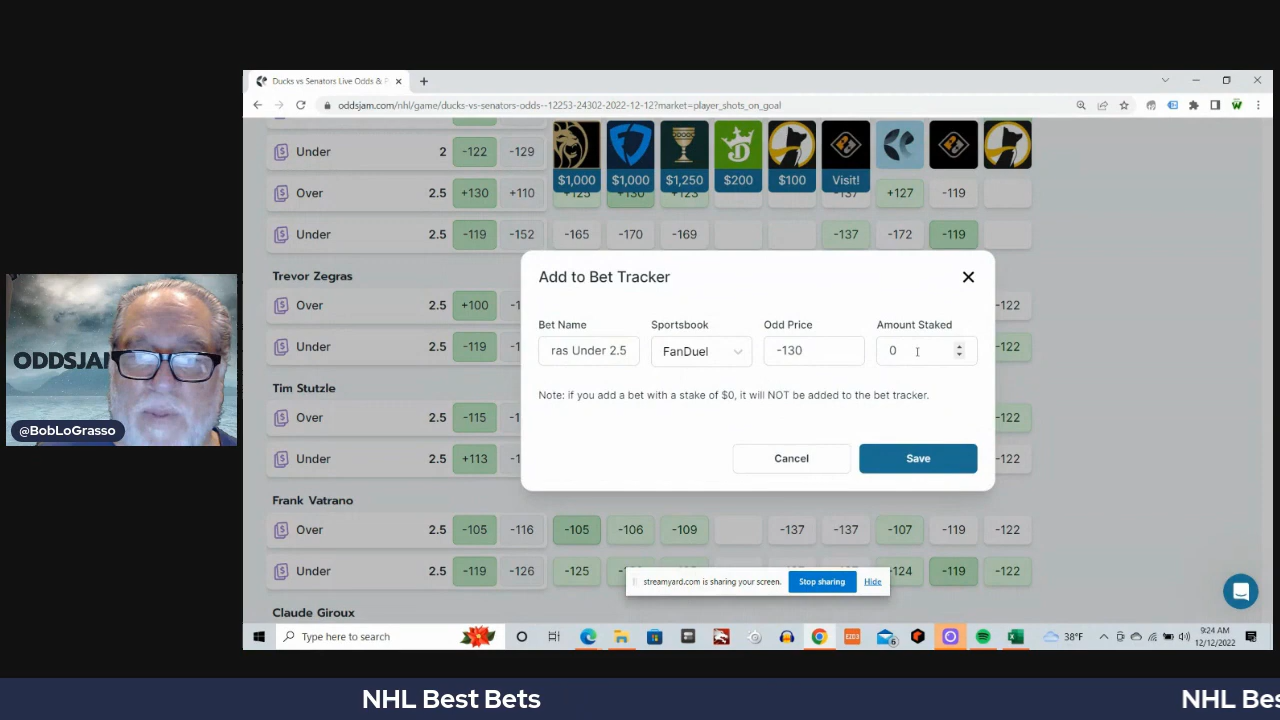 Ducks vs Senators Live Odds &
oddsjam.com/nhl/game/ducks-vs-senators-odds--12253-24302-2022-12-12?market=player_shots_on_goal
Under 2 -122 -129
$1,000 $1,000 $1,250 $200 $100 Visit!
Over 2.5 +130 +110 +125 +130 +123 -137 +127 -119
Under 2.5 -119 -152 -165 -170 -169 -137 -172 -119
Trevor Zegras
Over 2.5 +100 -122
Under 2.5 -119 -122
Tim Stutzle
Over 2.5 -115 -122
Under 2.5 +113 -122
Frank Vatrano
Over 2.5 -105 -116 -105 -106 -109 -137 -137 -107 -119 -122
Under 2.5 -119 -126 -125 -119 -122
Claude Giroux
Add to Bet Tracker
Bet Name Sportsbook Odd Price Amount Staked
ras Under 2.5 FanDuel -130 0
Note: if you add a bet with a stake of $0, it will NOT be added to the bet tracker.
Cancel Save
streamyard.com is sharing your screen. Stop sharing Hide
ODDSJAM
@BobLoGrasso
Type here to search
38°F
9:24 AM
12/12/2022
NHL Best Bets
NHL Bes